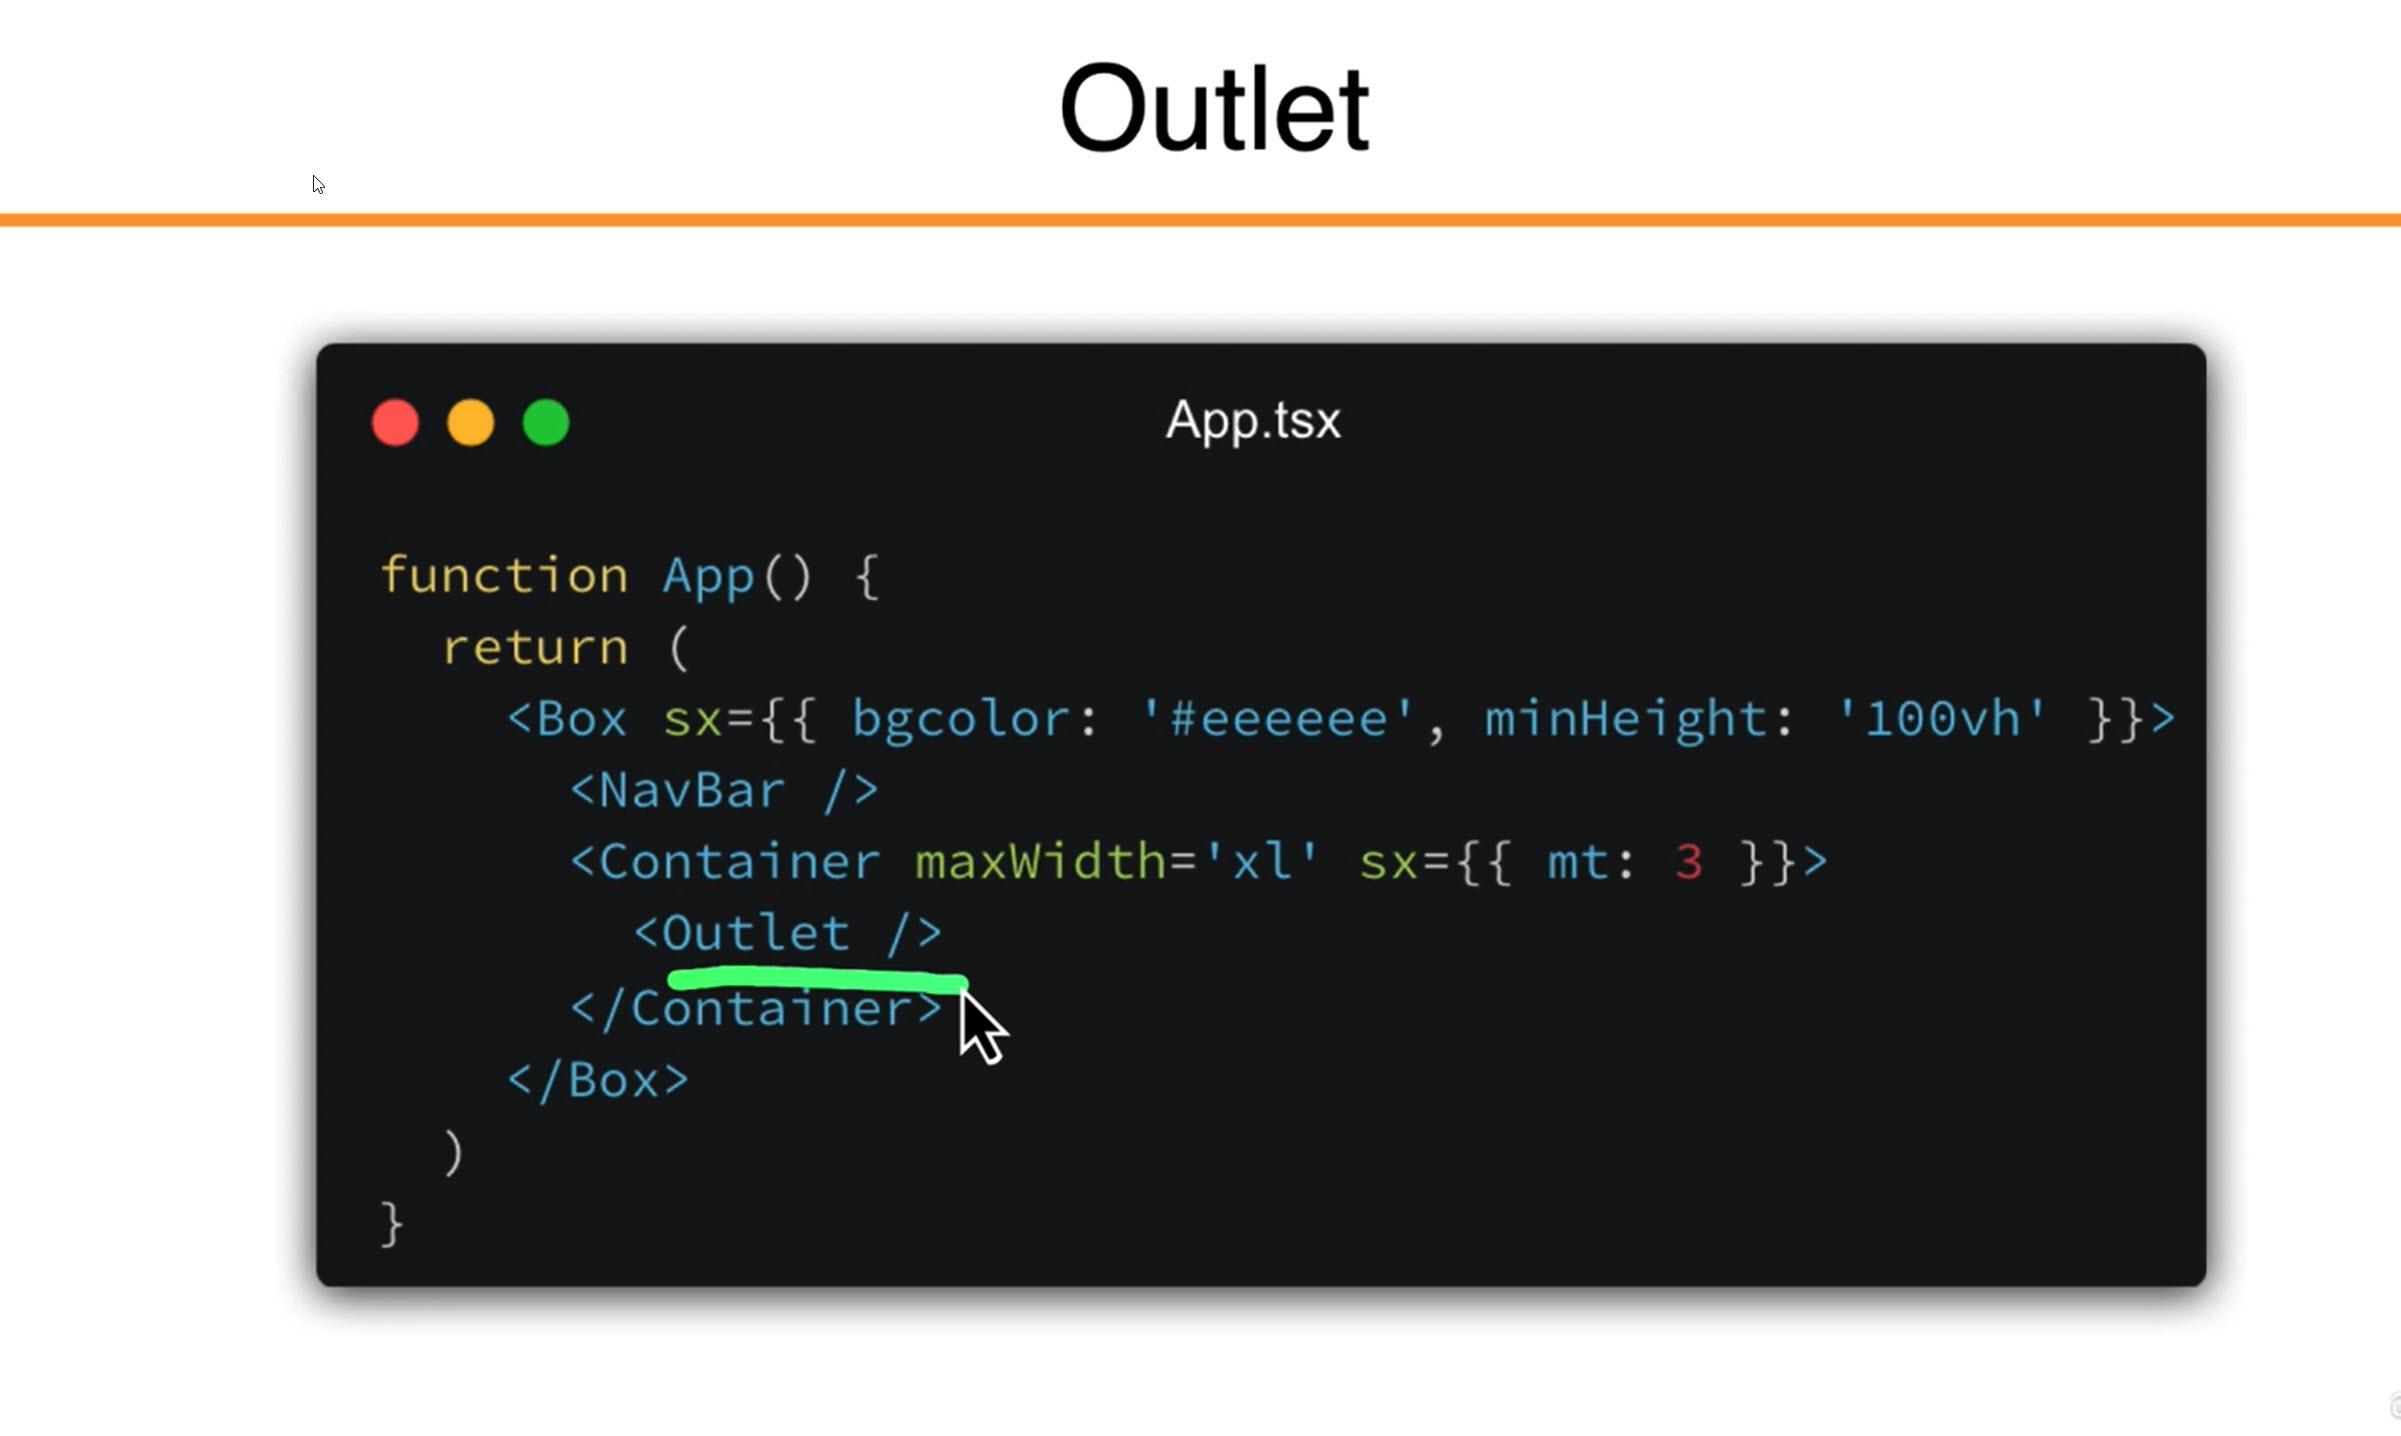 Outlet
App.tsx
function App() {
return (
<Box sx={{ bgcolor: '#eeeeee', minHeight: '100vh' }}>
<NavBar />
<Container maxWidth='xl' sx={{ mt: 3 }}>
<Outlet />
</Container>
</Box>
)
}